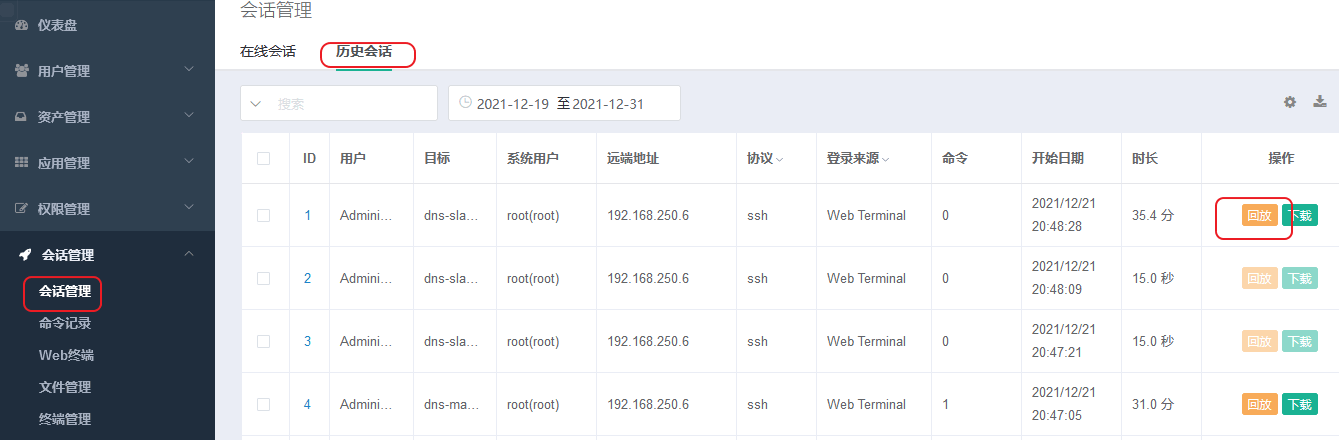 仪表盘
用户管理
资产管理
应用管理
权限管理
会话管理
会话管理
命令记录
Web终端
文件管理
终端管理
会话管理
在线会话 历史会话
搜索 2021-12-19 至 2021-12-31
ID 用户 目标 系统用户 远端地址 协议 登录来源 命令 开始日期 时长 操作
1 Admini... dns-sla... root(root) 192.168.250.6 ssh Web Terminal 0 2021/12/21 20:48:28 35.4 分 回放 下载
2 Admini... dns-sla... root(root) 192.168.250.6 ssh Web Terminal 0 2021/12/21 20:48:09 15.0 秒 回放 下载
3 Admini... dns-sla... root(root) 192.168.250.6 ssh Web Terminal 0 2021/12/21 20:47:21 15.0 秒 回放 下载
4 Admini... dns-ma... root(root) 192.168.250.6 ssh Web Terminal 1 2021/12/21 20:47:05 31.0 分 回放 下载